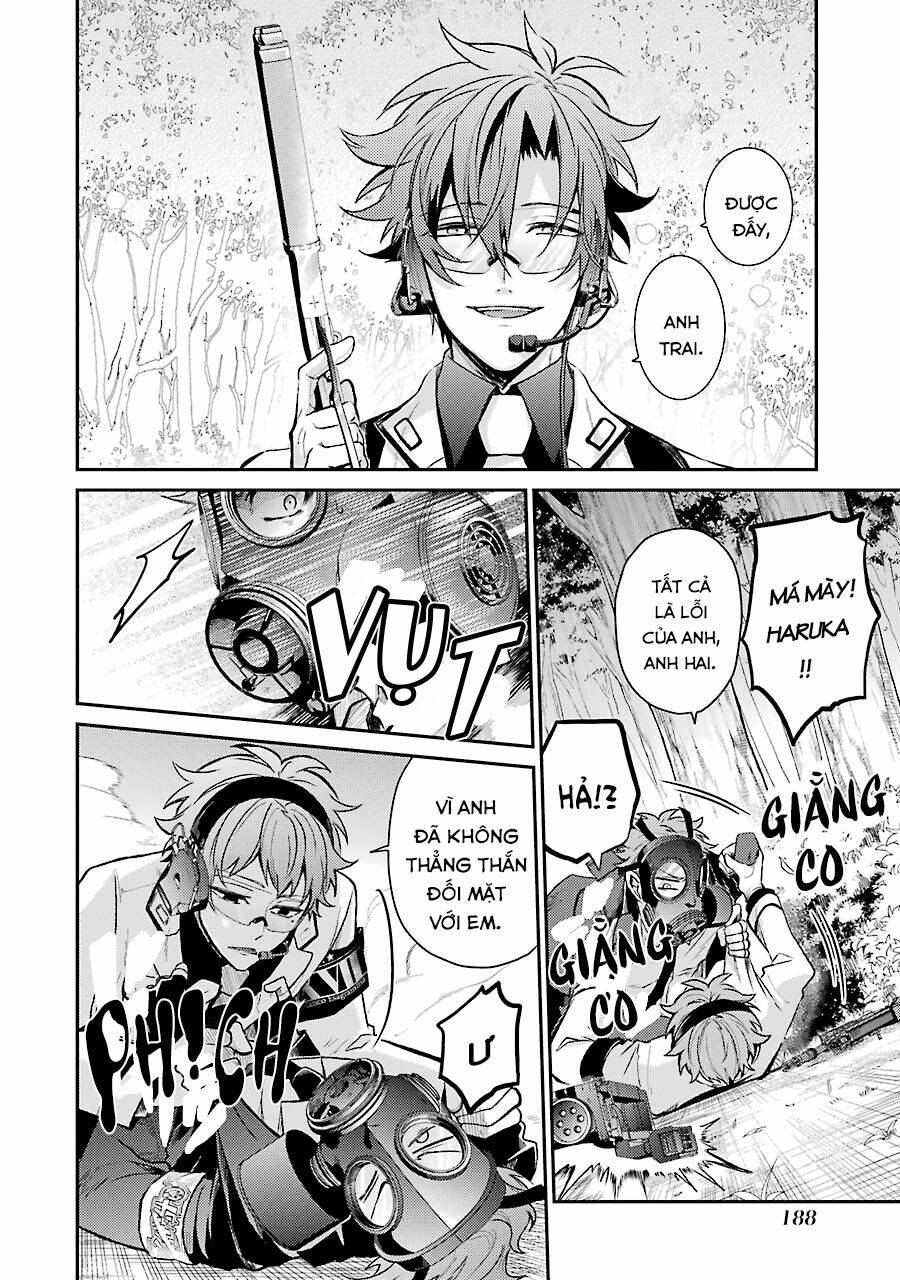 ĐƯỢC
ĐẤY,
ANH
TRAI.
MÁ MÀY!
HARUKA
!!
TẤT CẢ
LÀ LỖI
CỦA ANH,
ANH HAI.
HẢ!?
GIẰNG
CO
GIẰNG
CO
VỤT
VÌ ANH
ĐÃ KHÔNG
THẲNG THẮN
ĐỐI MẶT
VỚI EM.
Ư
PHỊCH
VI
188